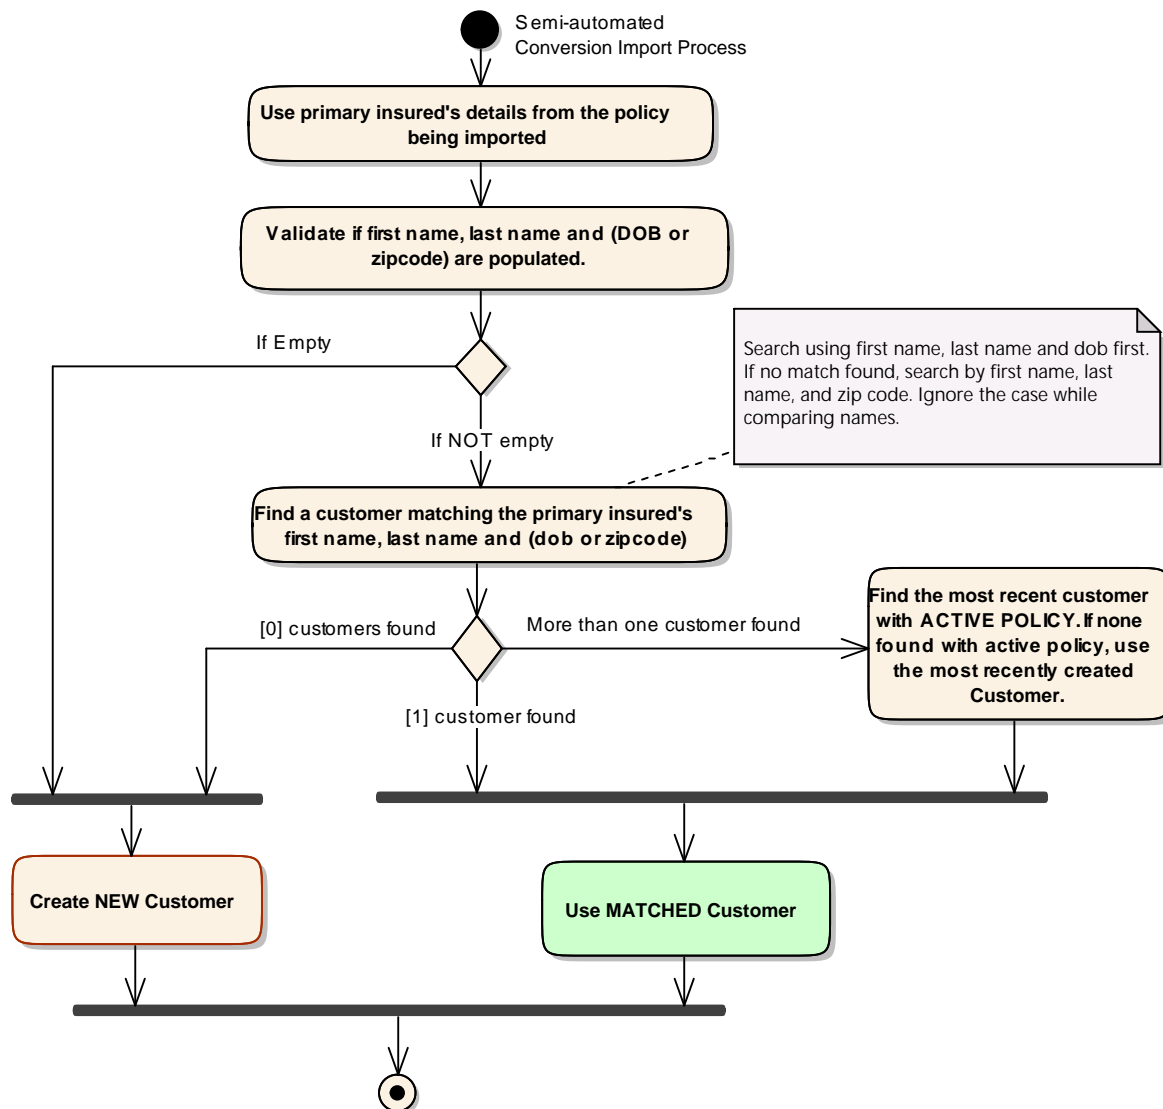 Semi-automated
Conversion Import Process
Use primary insured's details from the policy
being imported
Validate if first name, last name and (DOB or
zipcode) are populated.
If Empty
Search using first name, last name and dob first.
If no match found, search by first name, last
name, and zip code. Ignore the case while
comparing names.
If NOT empty
Find a customer matching the primary insured's
first name, last name and (dob or zipcode)
[0] customers found
More than one customer found
Find the most recent customer
with ACTIVE POLICY. If none
found with active policy, use
the most recently created
Customer.
[1] customer found
Create NEW Customer
Use MATCHED Customer